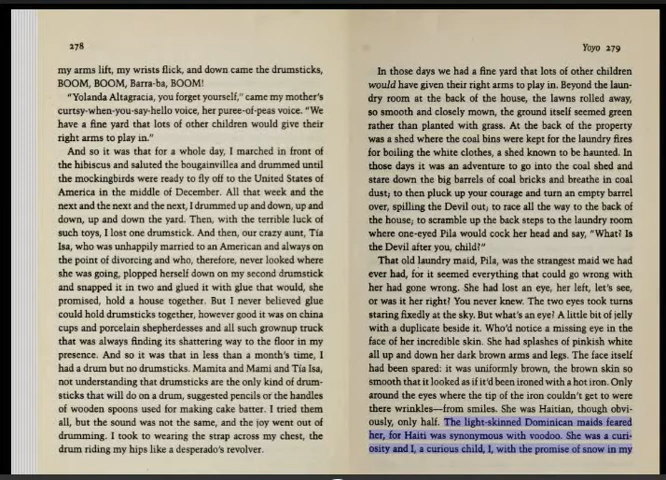 278
my arms lift, my wrists flick, and down came the drumsticks,
BOOM, BOOM, Barra-ba, BOOM!
"Yolanda Altagracia, you forget yourself," came my mother's
curtsy-when-you-say-hello voice, her puree-of-peas voice. "We
have a fine yard that lots of other children would give their
right arms to play in."
And so it was that for a whole day, I marched in front of
the hibiscus and saluted the bougainvillea and drummed until
the mockingbirds were ready to fly off to the United States of
America in the middle of December. All that week and the
next and the next and the next, I drummed up and down, up and
down, up and down the yard. Then, with the terrible luck of
such toys, I lost one drumstick. And then, our crazy aunt, Tía
Isa, who was unhappily married to an American and always on
the point of divorcing and who, therefore, never looked where
she was going, plopped herself down on my second drumstick
and snapped it in two and glued it with glue that would, she
promised, hold a house together. But I never believed glue
could hold drumsticks together, however good it was on china
cups and porcelain shepherdesses and all such grownup truck
that was always finding its shattering way to the floor in my
presence. And so it was that in less than a month's time, I
had a drum but no drumsticks. Mamita and Mami and Tía Isa,
not understanding that drumsticks are the only kind of drum-
sticks that will do on a drum, suggested pencils or the handles
of wooden spoons used for making cake batter. I tried them
all, but the sound was not the same, and the joy went out of
drumming. I took to wearing the strap across my chest, the
drum riding my hips like a desperado's revolver.
Yoyo 279
In those days we had a fine yard that lots of other children
would have given their right arms to play in. Beyond the laun-
dry room at the back of the house, the lawns rolled away,
so smooth and closely mown, the ground itself seemed green
rather than planted with grass. At the back of the property
was a shed where the coal bins were kept for the laundry fires
for boiling the white clothes, a shed known to be haunted. In
those days it was an adventure to go into the coal shed and
stare down the big barrels of coal bricks and breathe in coal
dust; to then pluck up your courage and turn an empty barrel
over, spilling the Devil out; to race all the way to the back of
the house; to scramble up the back steps to the laundry room
where one-eyed Pila would cock her head and say, "What? Is
the Devil after you, child?"
That old laundry maid, Pila, was the strangest maid we had
ever had, for it seemed everything that could go wrong with
her had gone wrong. She had lost an eye, her left, let's see,
or was it her right? You never knew. The two eyes took turns
staring fixedly at the sky. But what's an eye? A little bit of jelly
with a duplicate beside it. Who'd notice a missing eye in the
face of her incredible skin. She had splashes of pinkish white
all up and down her dark brown arms and legs. The face itself
had been spared: it was uniformly brown, the brown skin so
smooth that it looked as if it'd been ironed with a hot iron. Only
around the eyes where the tip of the iron couldn't get to were
there wrinkles—from smiles. She was Haitian, though obvi-
ously, only half. The light-skinned Dominican maids feared
her, for Haiti was synonymous with voodoo. She was a curi-
osity and I, a curious child, I, with the promise of snow in my